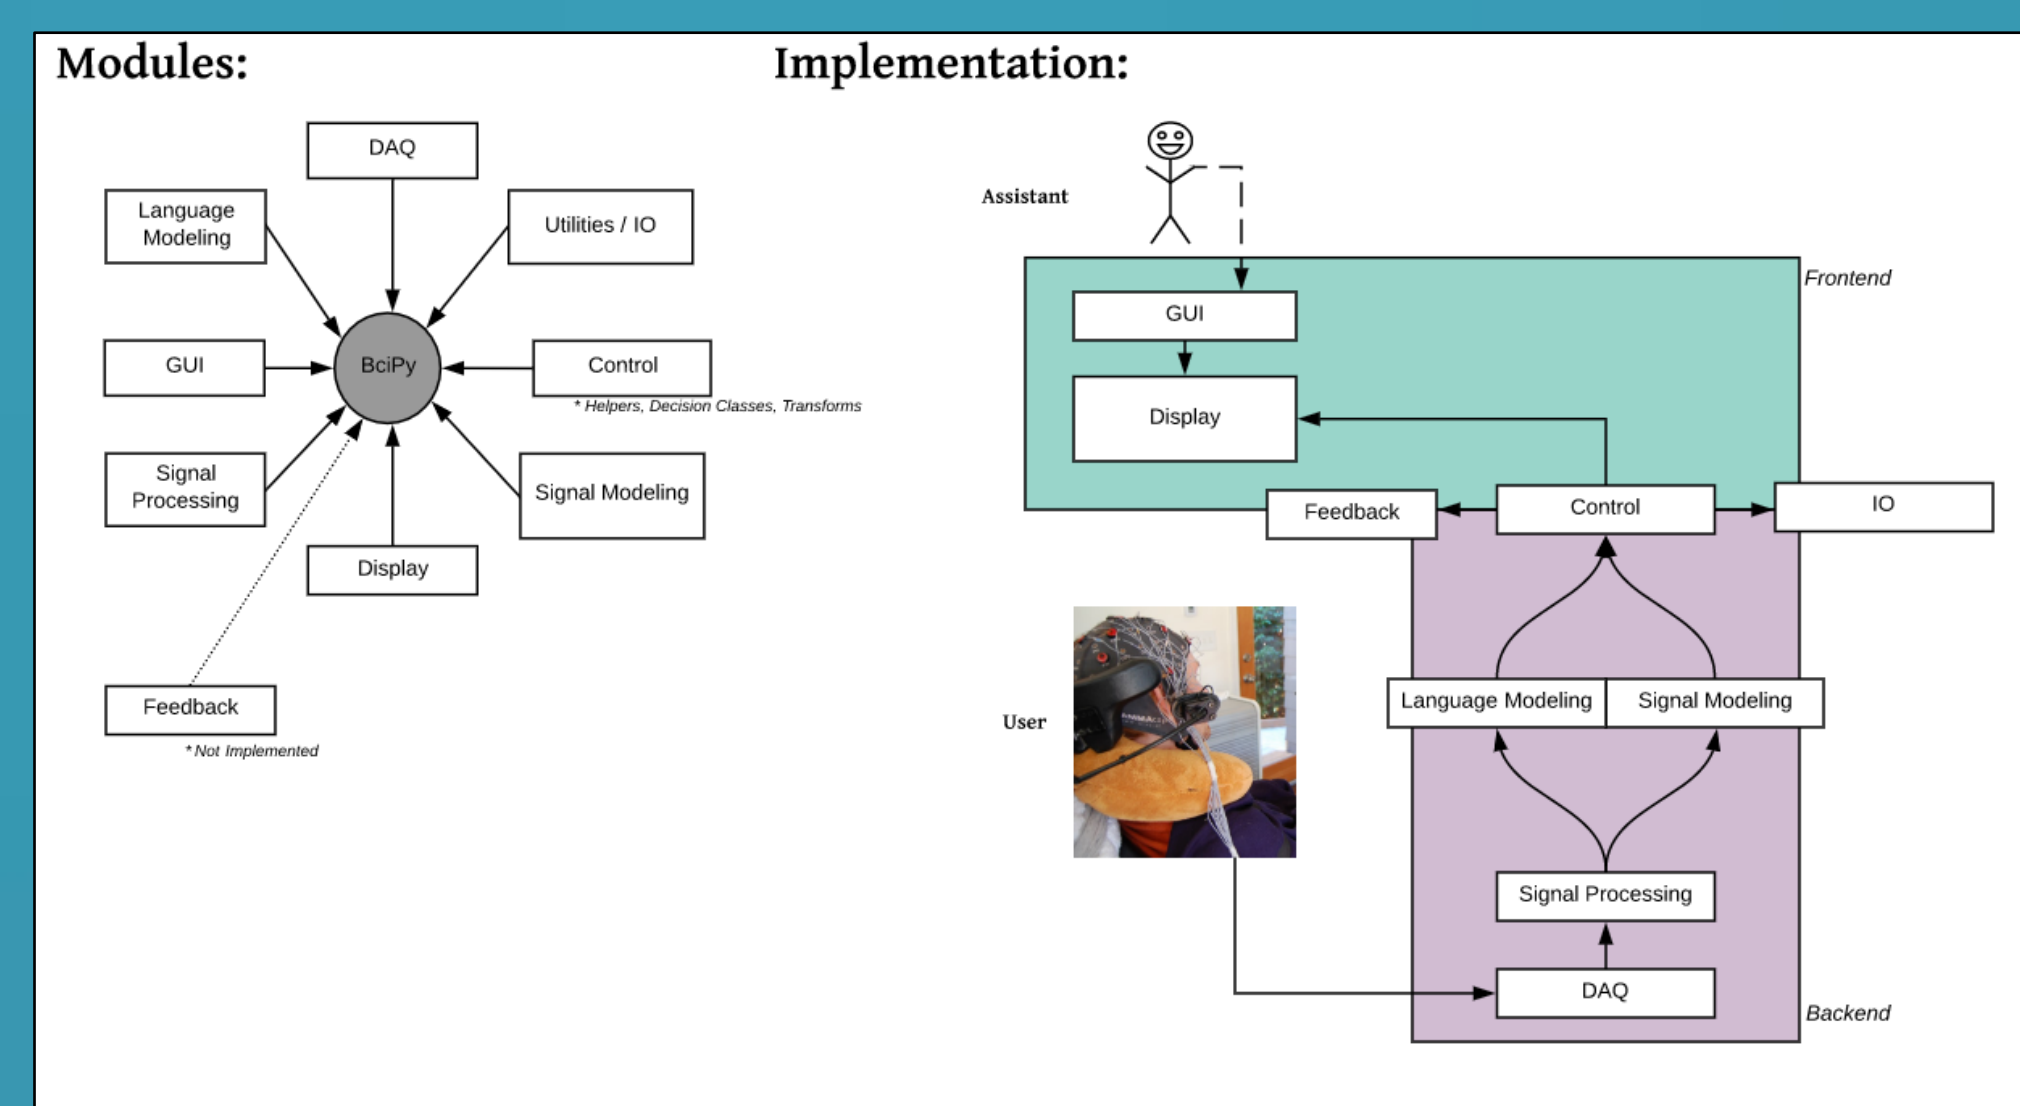 Modules:
Implementation:
DAQ
Language
Modeling
Utilities / IO
GUI
BciPy
Control
* Helpers, Decision Classes, Transforms
Signal
Processing
Signal Modeling
Display
Feedback
* Not Implemented
Assistant
Frontend
GUI
Display
Feedback
Control
IO
User
Language Modeling
Signal Modeling
Signal Processing
DAQ
Backend